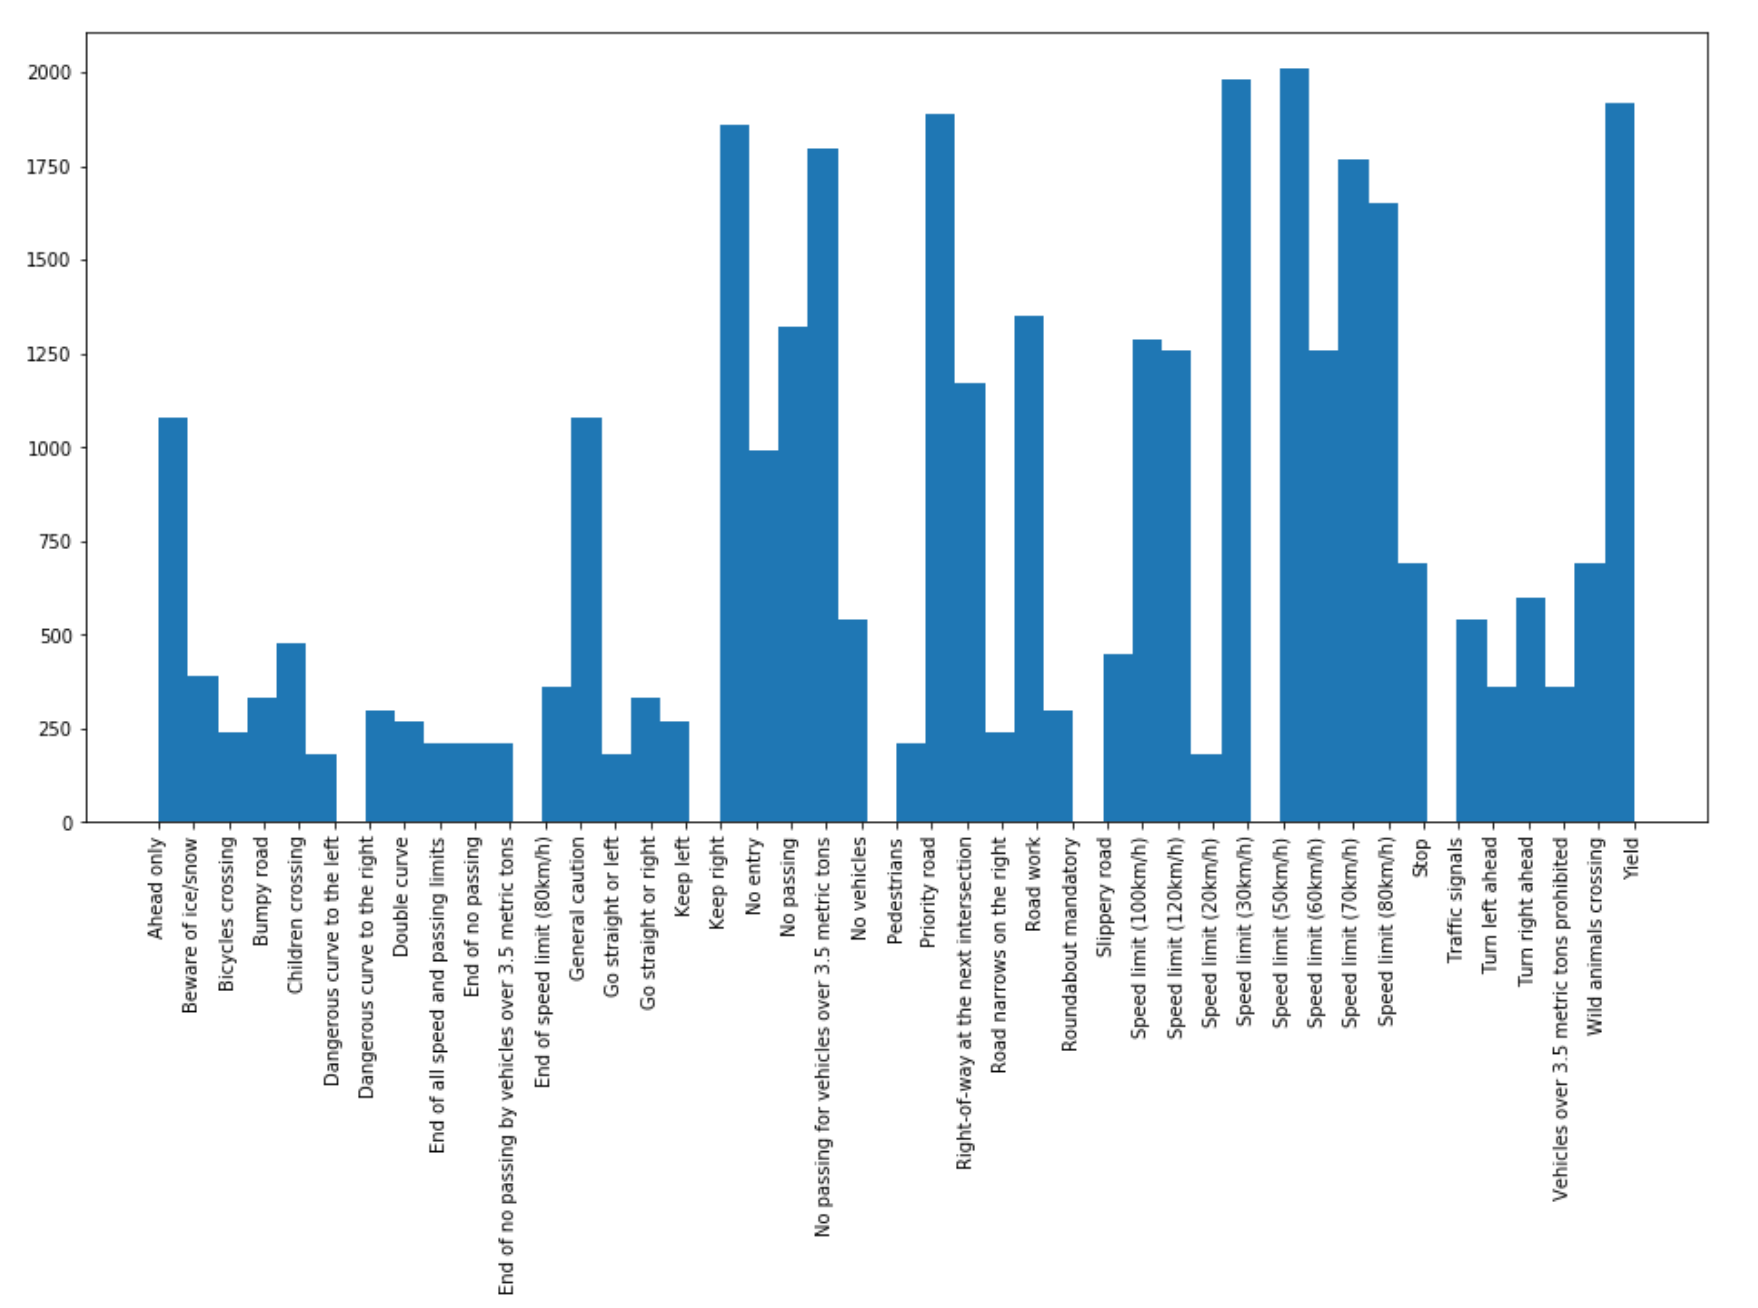 2000
1750
1500
1250
1000
750
500
250
0
Ahead only
Beware of ice/snow
Bicycles crossing
Bumpy road
Children crossing
Dangerous curve to the left
Dangerous curve to the right
Double curve
End of all speed and passing limits
End of no passing
End of no passing by vehicles over 3.5 metric tons
End of speed limit (80km/h)
General caution
Go straight or left
Go straight or right
Keep left
Keep right
No entry
No passing
No passing for vehicles over 3.5 metric tons
No vehicles
Pedestrians
Priority road
Right-of-way at the next intersection
Road narrows on the right
Road work
Roundabout mandatory
Slippery road
Speed limit (100km/h)
Speed limit (120km/h)
Speed limit (20km/h)
Speed limit (30km/h)
Speed limit (50km/h)
Speed limit (60km/h)
Speed limit (70km/h)
Speed limit (80km/h)
Stop
Traffic signals
Turn left ahead
Turn right ahead
Vehicles over 3.5 metric tons prohibited
Wild animals crossing
Yield